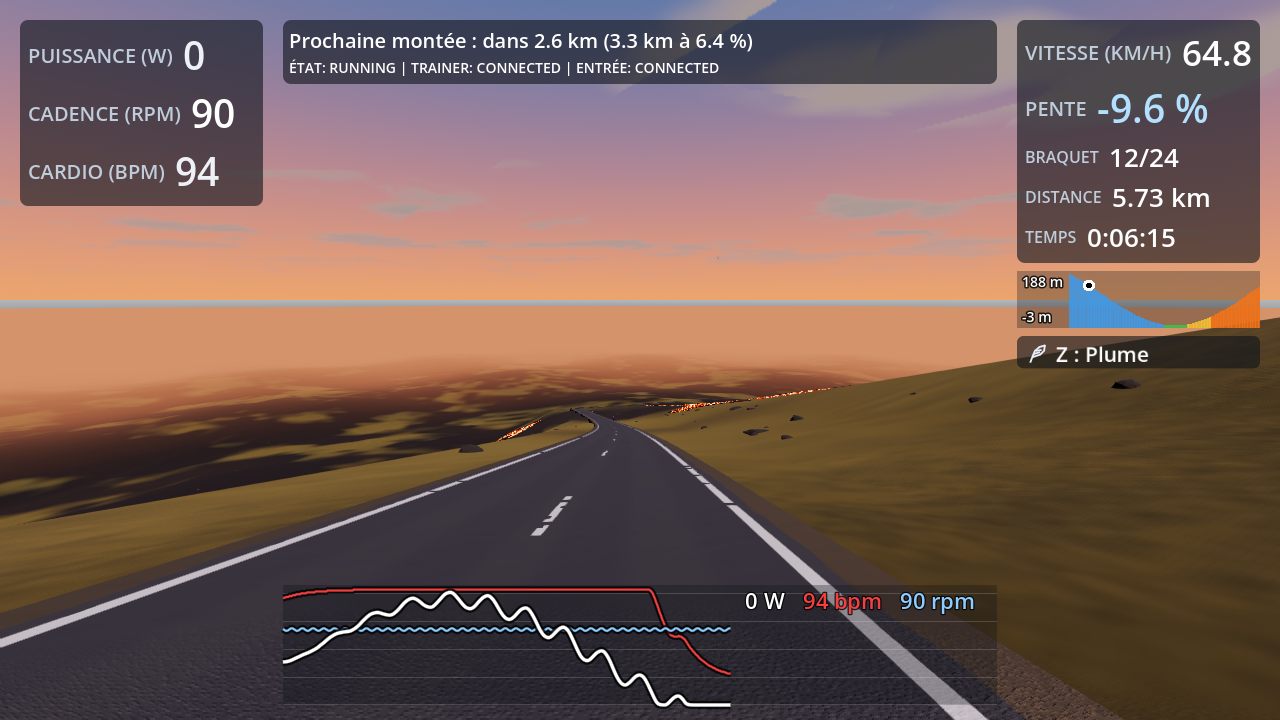 PUISSANCE (W) 0
CADENCE (RPM) 90
CARDIO (BPM) 94
Prochaine montée : dans 2.6 km (3.3 km à 6.4 %)
ÉTAT: RUNNING | TRAINER: CONNECTED | ENTRÉE: CONNECTED
VITESSE (KM/H) 64.8
PENTE -9.6 %
BRAQUET 12/24
DISTANCE 5.73 km
TEMPS 0:06:15
188 m
-3 m
Z : Plume
0 W 94 bpm 90 rpm